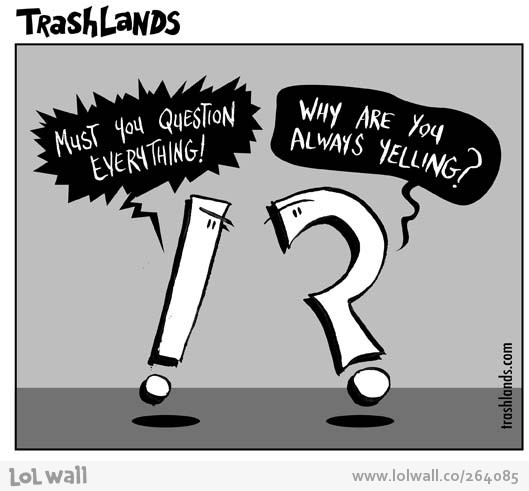 TRASHLANDS
MUST YOU QUESTION
EVERYTHING!
WHY ARE YOU
ALWAYS YELLING?
trashlands.com
LOL wall
www.lolwall.co/264085